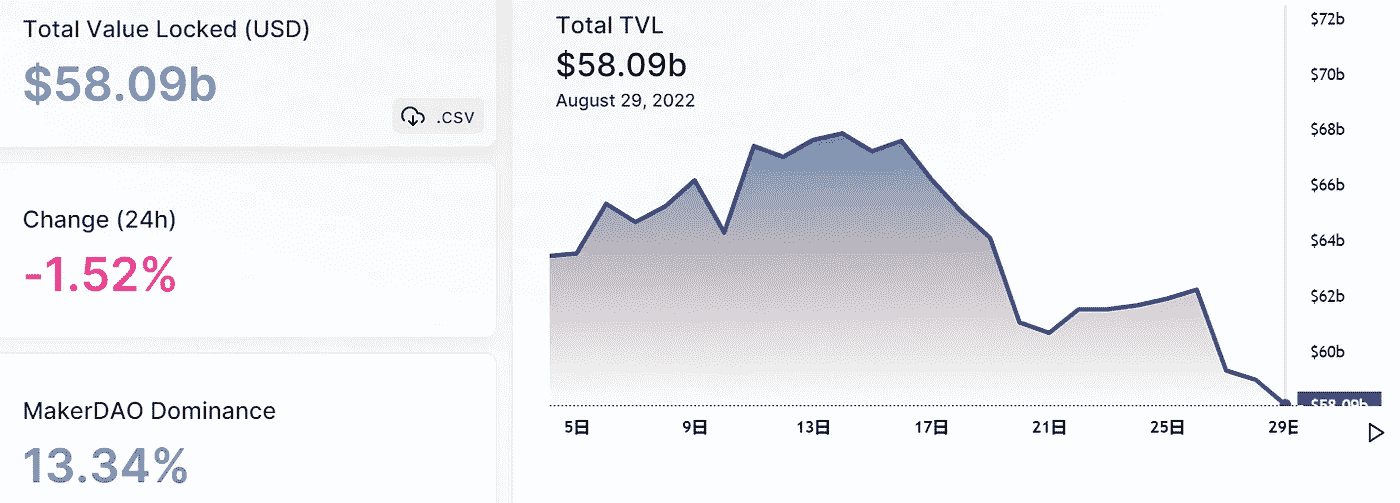 Total Value Locked (USD)
$58.09b
.csv
Change (24h)
-1.52%
MakerDAO Dominance
13.34%
Total TVL
$58.09b
August 29, 2022
$72b
$70b
$68b
$66b
$64b
$62b
$60b
$58.09b
5日 9日 13日 17日 21日 25日 29日